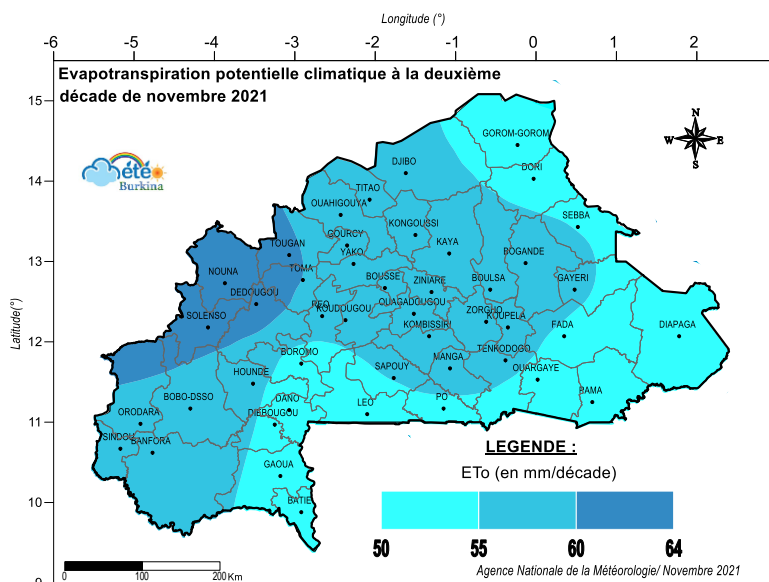 Longitude (°)
-6 -5 -4 -3 -2 -1 0 1 2
Evapotranspiration potentielle climatique à la deuxième
décade de novembre 2021
15
N
W E
S
GOROM-GOROM
DJIBO
DORI
été
Burkina
14
TITAO
OUAHIGOUYA
SEBBA
KONGOUSSI
GOURCY
TOUGAN
KAYA
YAKO
BOGANDE
13
NOUNA
TOMA
BOUSSE
ZINIARE
BOULSA
GAYERI
DEDOUGOU
REO
KOUDOUGOU
OUAGADOUGOU
ZORGHO
SOLENSO
KOUPELA
KOMBISSIRI
FADA
DIAPAGA
Latitude(°)
12
BOROMO
TENKODOGO
MANGA
HOUNDE
SAPOUY
OUARGAYE
BOBO-DSSO
DANO
LEO
PO
PAMA
ORODARA
DIEBOUGOU
11
SINDOU
BANFORA
LEGENDE :
GAOUA
ETo (en mm/décade)
10
BATIE
50 55 60 64
0 100 200 Km
Agence Nationale de la Météorologie/ Novembre 2021
9